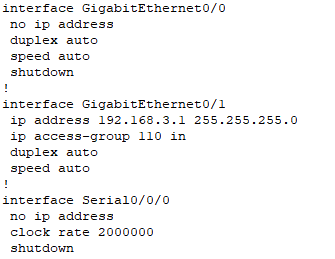 interface GigabitEthernet0/0
no ip address
duplex auto
speed auto
shutdown
!
interface GigabitEthernet0/1
ip address 192.168.3.1 255.255.255.0
ip access-group 110 in
duplex auto
speed auto
!
interface Serial0/0/0
no ip address
clock rate 2000000
shutdown